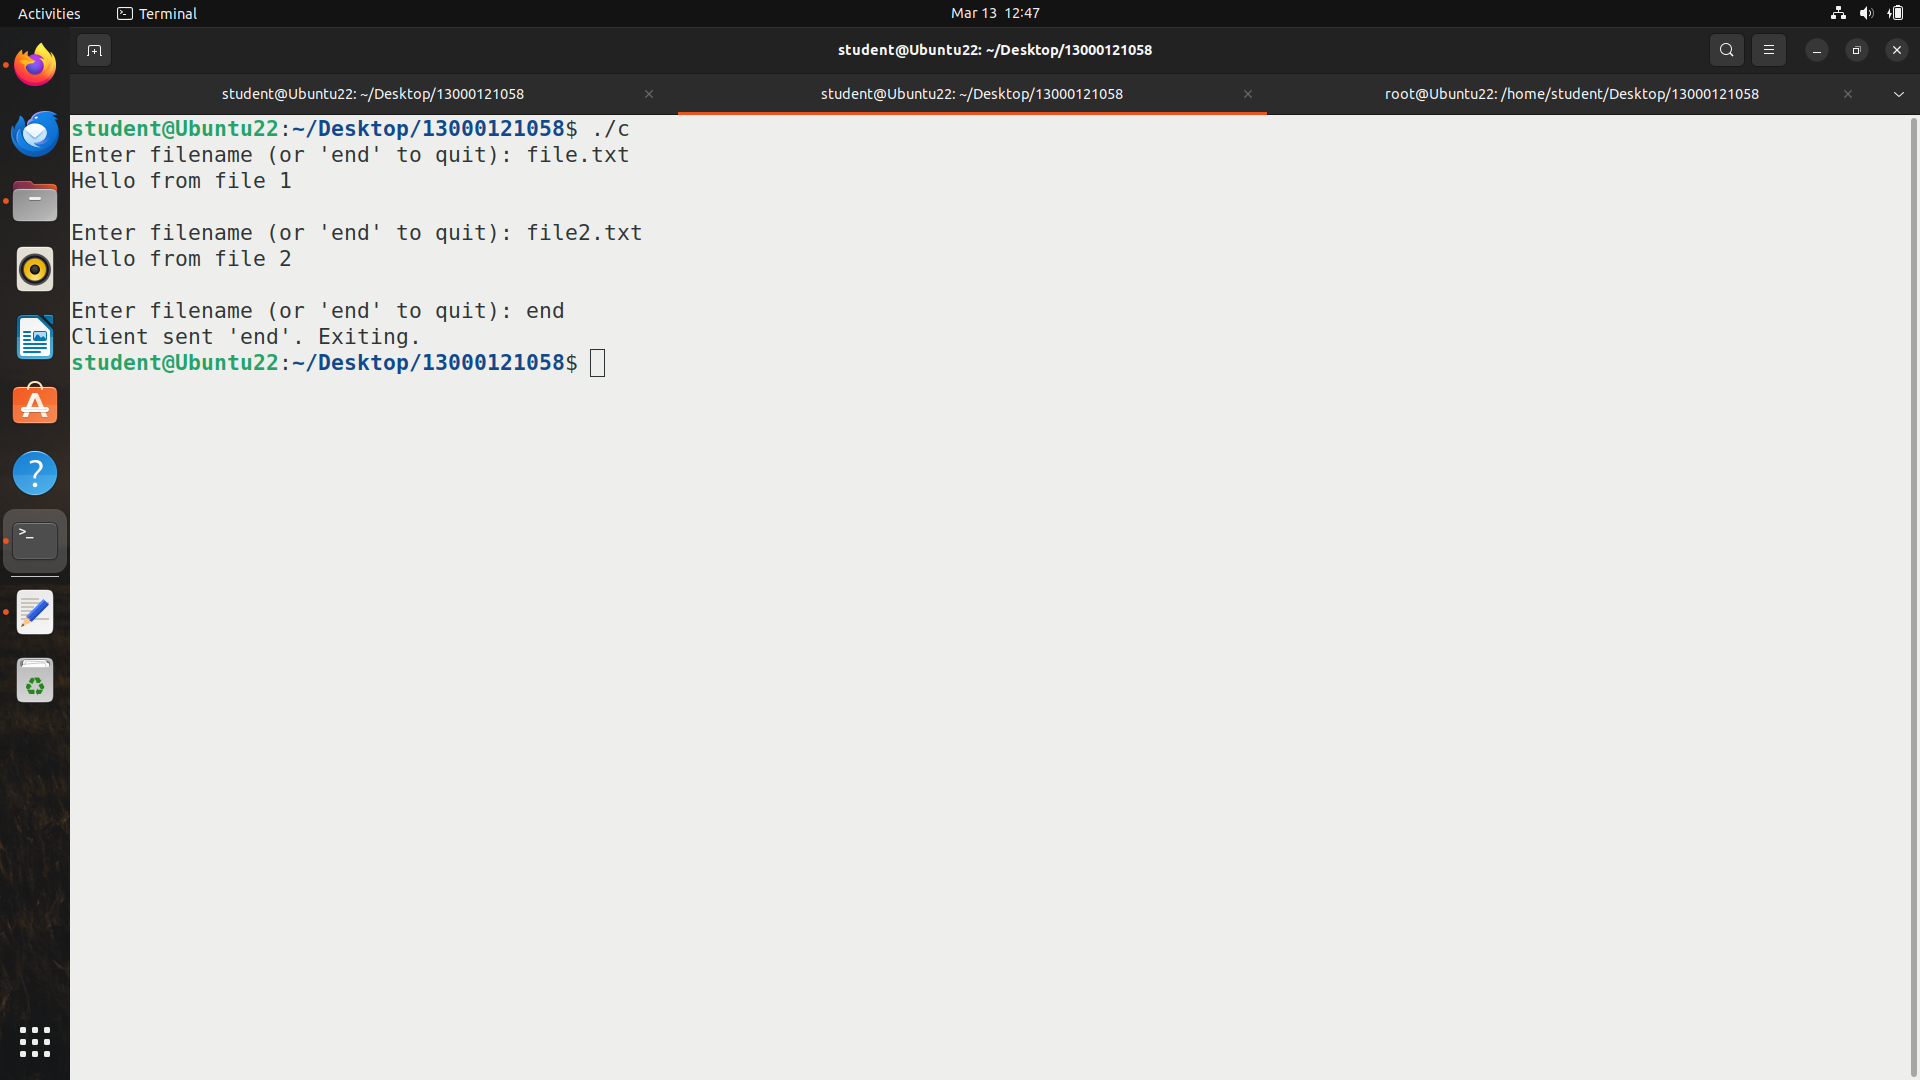 Activities
Terminal
Mar 13 12:47
student@Ubuntu22: ~/Desktop/13000121058
student@Ubuntu22: ~/Desktop/13000121058
student@Ubuntu22: ~/Desktop/13000121058
root@Ubuntu22: /home/student/Desktop/13000121058
student@Ubuntu22:~/Desktop/13000121058$ ./c
Enter filename (or 'end' to quit): file.txt
Hello from file 1
Enter filename (or 'end' to quit): file2.txt
Hello from file 2
Enter filename (or 'end' to quit): end
Client sent 'end'. Exiting.
student@Ubuntu22:~/Desktop/13000121058$